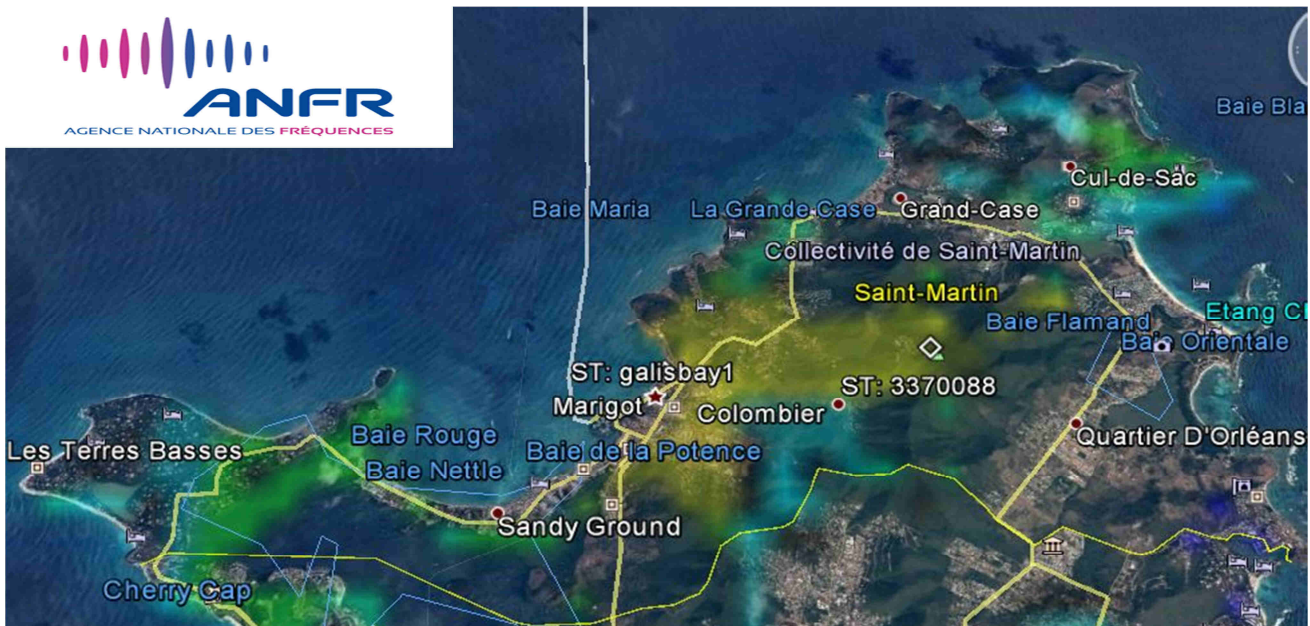 ANFR
AGENCE NATIONALE DES FRÉQUENCES
Baie Bla
Cul-de-Sac
Baie Maria
La Grande Case
Grand-Case
Collectivité de Saint-Martin
Saint-Martin
Etang Cl
Baie Flamand
Baie Orientale
ST: galisbay1
ST: 3370088
Marigot
Colombier
Baie Rouge
Quartier D'Orléans
Les Terres Basses
Baie de la Potence
Baie Nettle
Sandy Ground
Cherry Cap